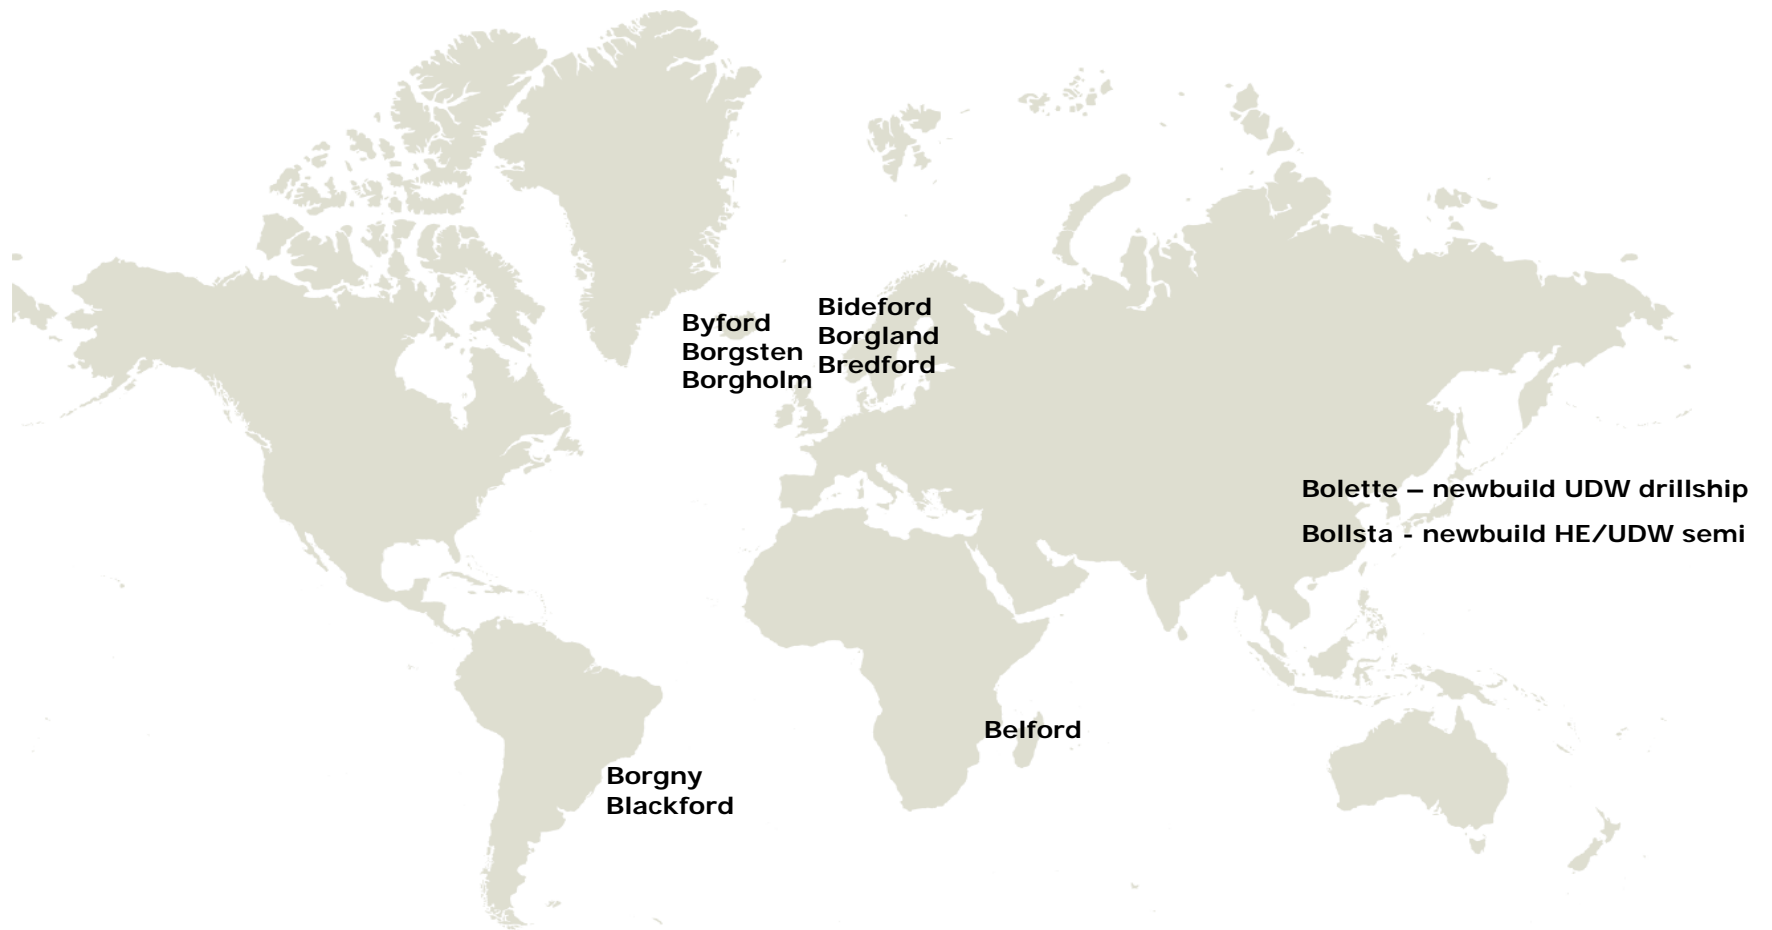 Byford
Borgsten
Borgholm
Bideford
Borgland
Bredford
Bolette – newbuild UDW drillship
Bollsta - newbuild HE/UDW semi
Belford
Borgny
Blackford